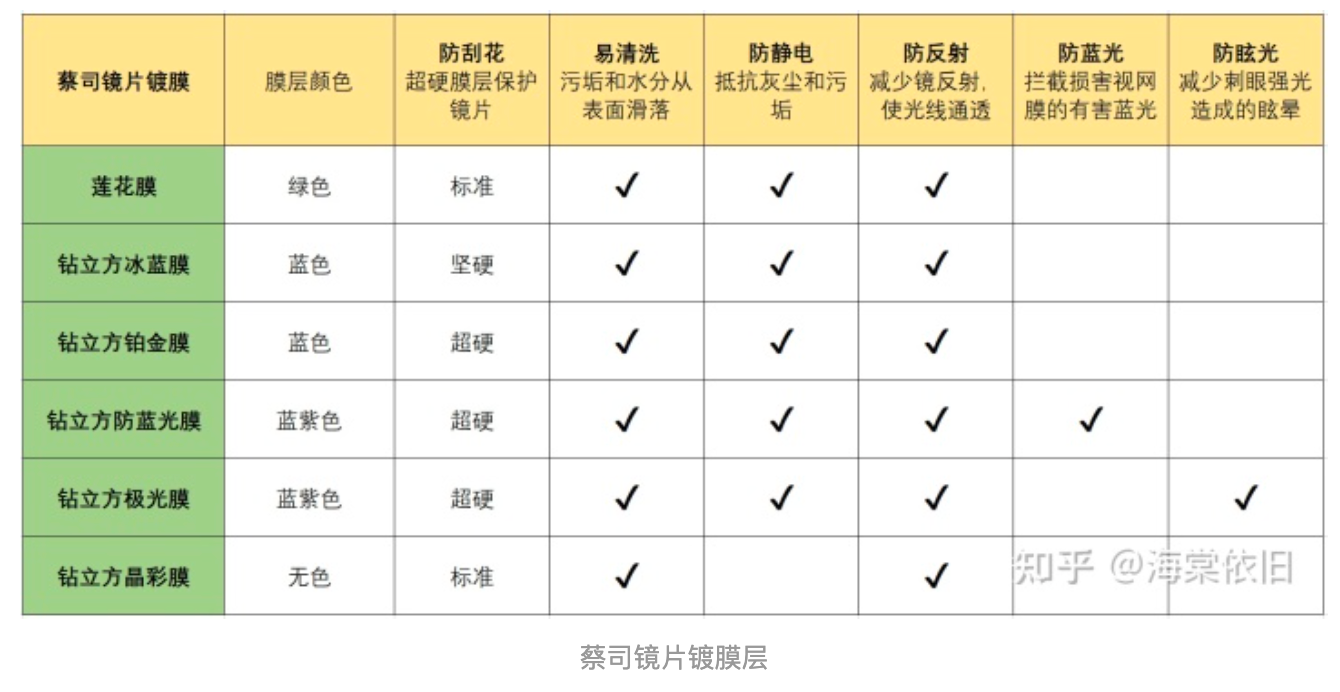 蔡司镜片镀膜
膜层颜色
防刮花
超硬膜层保护
镜片
易清洗
污垢和水分从
表面滑落
防静电
抵抗灰尘和污
垢
防反射
减少镜反射，
使光线通透
防蓝光
拦截损害视网
膜的有害蓝光
防眩光
减少刺眼强光
造成的眩晕
莲花膜 绿色 标准 ✓ ✓ ✓
钻立方冰蓝膜 蓝色 坚硬 ✓ ✓ ✓
钻立方铂金膜 蓝色 超硬 ✓ ✓ ✓
钻立方防蓝光膜 蓝紫色 超硬 ✓ ✓ ✓ ✓
钻立方极光膜 蓝紫色 超硬 ✓ ✓ ✓ ✓
钻立方晶彩膜 无色 标准 ✓ ✓
知乎 @海棠依旧
蔡司镜片镀膜层